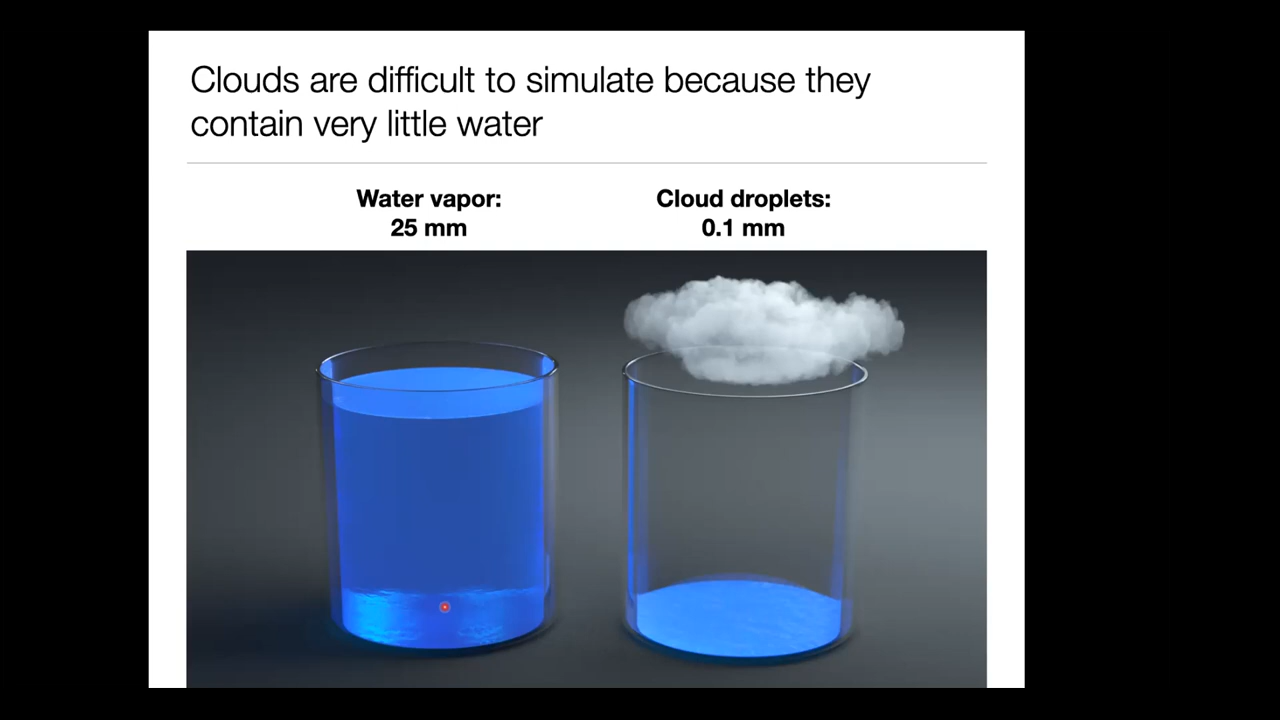 Clouds are difficult to simulate because they
contain very little water
Water vapor:
25 mm
Cloud droplets:
0.1 mm